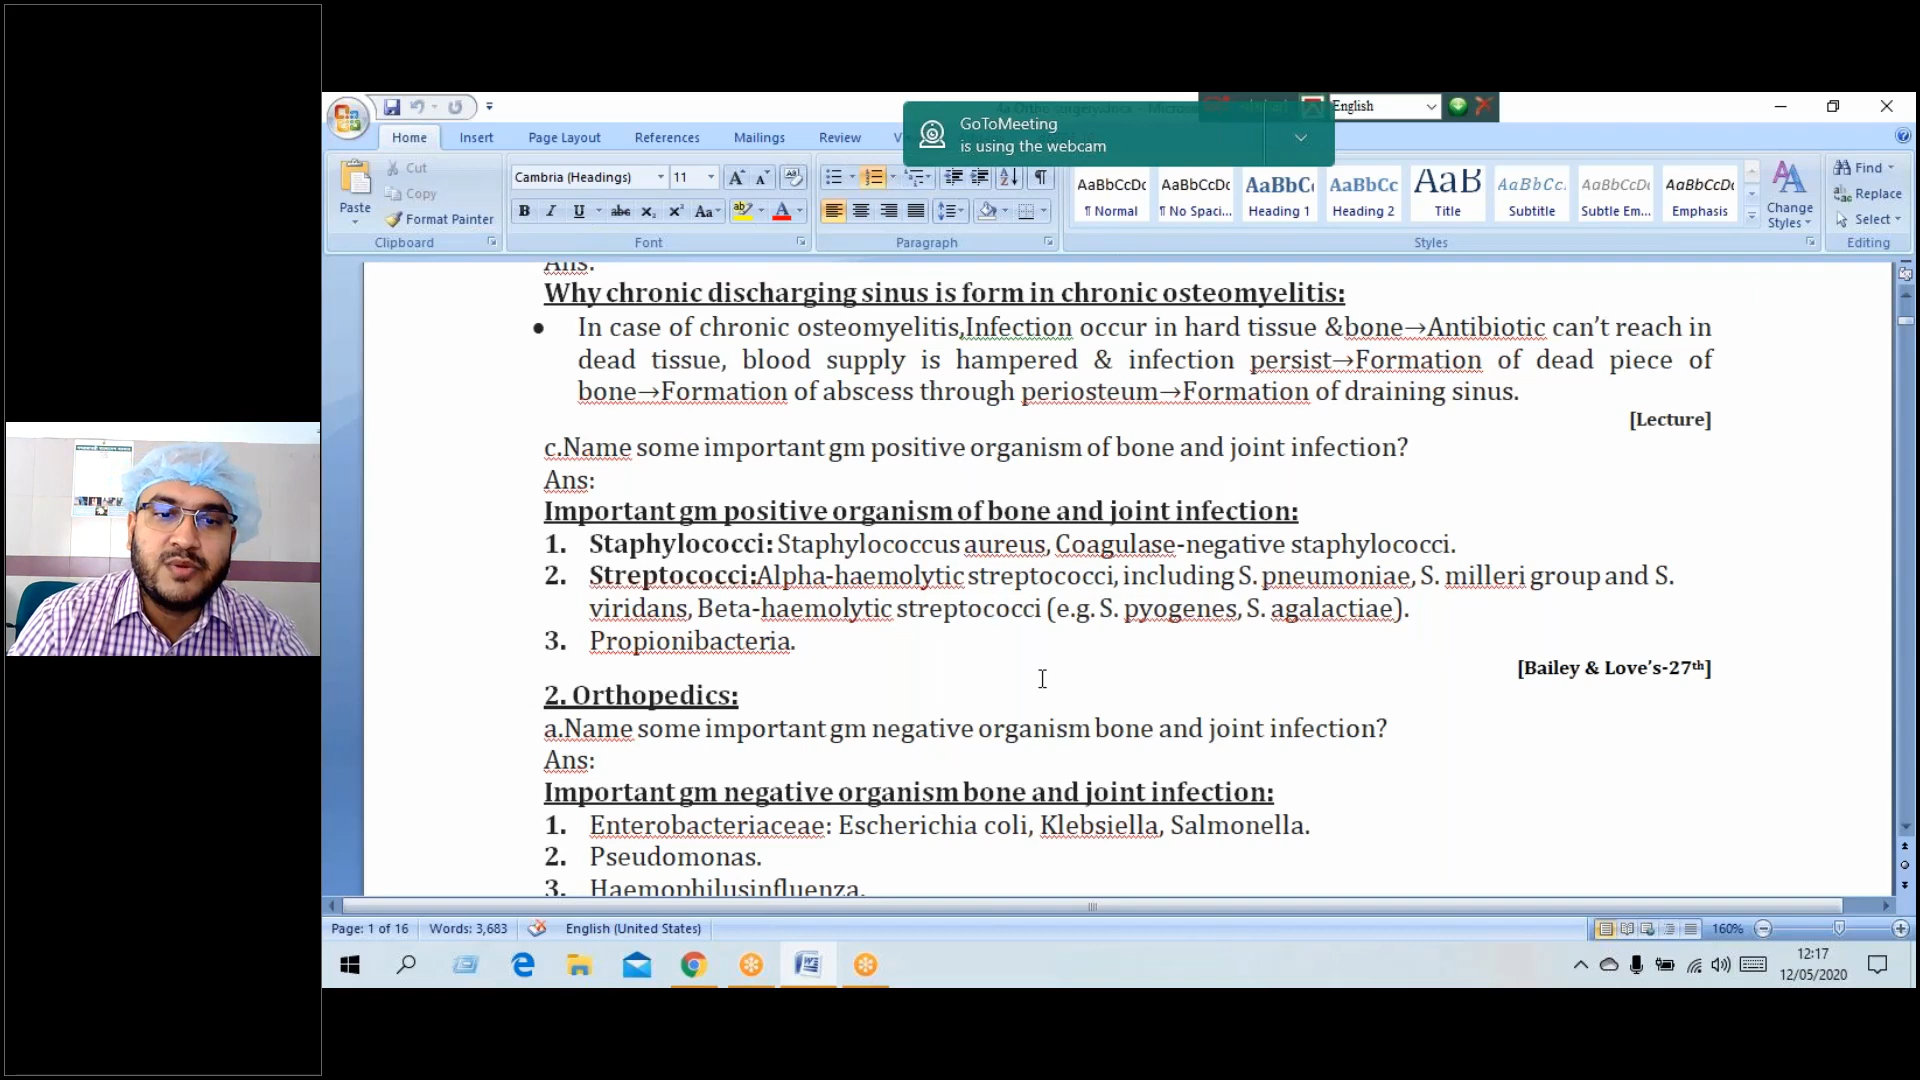 English
GoToMeeting
is using the webcam
Home Insert Page Layout References Mailings Review
Paste
Cut
Copy
Format Painter
Clipboard
Cambria (Headings) 11
Font
Paragraph
AaBbCcDc AaBbCcDc AaBbC AaBbCc AaB AaBbCc. AaBbCcDc AaBbCcDc
¶ Normal ¶ No Spaci... Heading 1 Heading 2 Title Subtitle Subtle Em... Emphasis
Change Styles
Styles
Find
Replace
Select
Editing
Ans:
Why chronic discharging sinus is form in chronic osteomyelitis:
● In case of chronic osteomyelitis,Infection occur in hard tissue &bone→Antibiotic can't reach in
dead tissue, blood supply is hampered & infection persist→Formation of dead piece of
bone→Formation of abscess through periosteum→Formation of draining sinus.
[Lecture]
c.Name some important gm positive organism of bone and joint infection?
Ans:
Important gm positive organism of bone and joint infection:
1. Staphylococci: Staphylococcus aureus, Coagulase-negative staphylococci.
2. Streptococci:Alpha-haemolytic streptococci, including S. pneumoniae, S. milleri group and S.
viridans, Beta-haemolytic streptococci (e.g. S. pyogenes, S. agalactiae).
3. Propionibacteria.
[Bailey & Love's-27th]
2. Orthopedics:
a.Name some important gm negative organism bone and joint infection?
Ans:
Important gm negative organism bone and joint infection:
1. Enterobacteriaceae: Escherichia coli, Klebsiella, Salmonella.
2. Pseudomonas.
3. Haemophilusinfluenza.
Page: 1 of 16 Words: 3,683 English (United States) 160%
12:17
12/05/2020